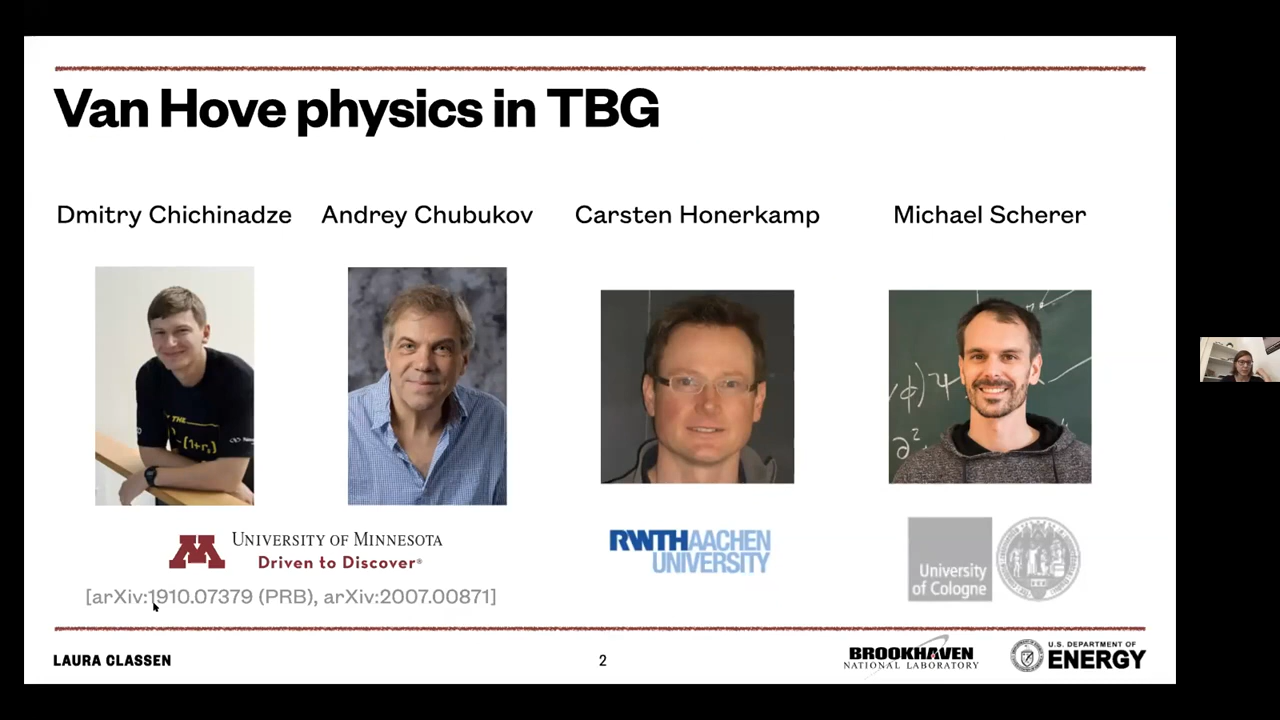 Van Hove physics in TBG
Dmitry Chichinadze
Andrey Chubukov
Carsten Honerkamp
Michael Scherer
THE
φ)Ψ
∂²
UNIVERSITY OF MINNESOTA
Driven to Discover®
RWTHAACHEN
UNIVERSITY
University
of Cologne
[arXiv:1910.07379 (PRB), arXiv:2007.00871]
LAURA CLASSEN
2
BROOKHAVEN
NATIONAL LABORATORY
U.S. DEPARTMENT OF
ENERGY